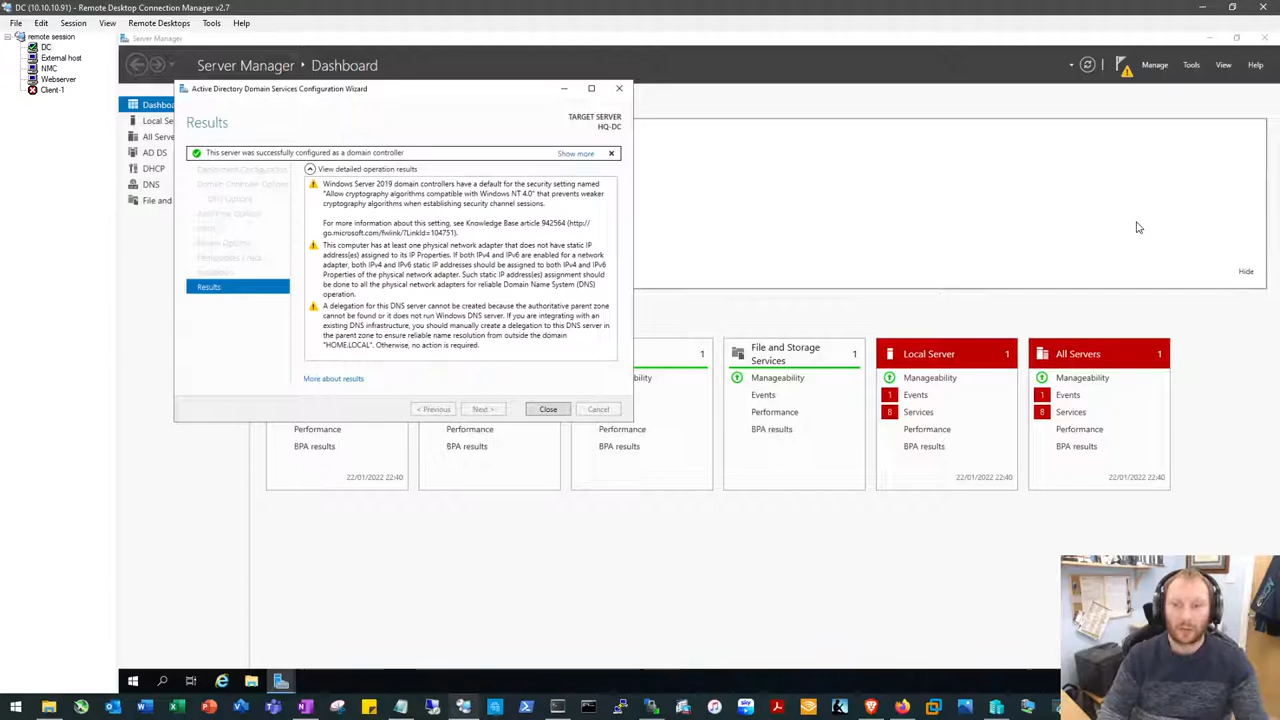 DC (10.10.10.91) - Remote Desktop Connection Manager v2.7
File Edit Session View Remote Desktops Tools Help
remote session
DC
External host
NMC
Webserver
Client-1
Server Manager
Server Manager • Dashboard
Manage Tools View Help
Local Se
All Serve
AD DS
DHCP
DNS
File and
Active Directory Domain Services Configuration Wizard
Results
TARGET SERVER
HQ-DC
This server was successfully configured as a domain controller
Show more
View detailed operation results
Deployment Configuration
Domain Controller Options
DNS Options
Additional Options
Paths
Review Options
Installation
Results
Windows Server 2019 domain controllers have a default for the security setting named
"Allow cryptography algorithms compatible with Windows NT 4.0" that prevents weaker
cryptography algorithms when establishing security channel sessions.
For more information about this setting, see Knowledge Base article 942564 (http://
go.microsoft.com/fwlink/?LinkId=104751).
This computer has at least one physical network adapter that does not have static IP
address(es) assigned to its IP Properties. If both IPv4 and IPv6 are enabled for a network
adapter, both IPv4 and IPv6 static IP addresses should be assigned to both IPv4 and IPv6
Properties of the physical network adapter. Such static IP address(es) assignment should
be done to all the physical network adapters for reliable Domain Name System (DNS)
operation.
A delegation for this DNS server cannot be created because the authoritative parent zone
cannot be found or it does not run Windows DNS server. If you are integrating with an
existing DNS infrastructure, you should manually create a delegation to this DNS server in
the parent zone to ensure reliable name resolution from outside the domain
"HOME.LOCAL". Otherwise, no action is required.
More about results
< Previous Next > Close Cancel
Hide
1
bility
Performance
BPA results
22/01/2022 22:40
Performance
BPA results
Performance
BPA results
File and Storage
Services 1
Manageability
Events
Performance
BPA results
Local Server 1
Manageability
1 Events
8 Services
Performance
BPA results
22/01/2022 22:40
All Servers 1
Manageability
1 Events
8 Services
Performance
BPA results
22/01/2022 22:40